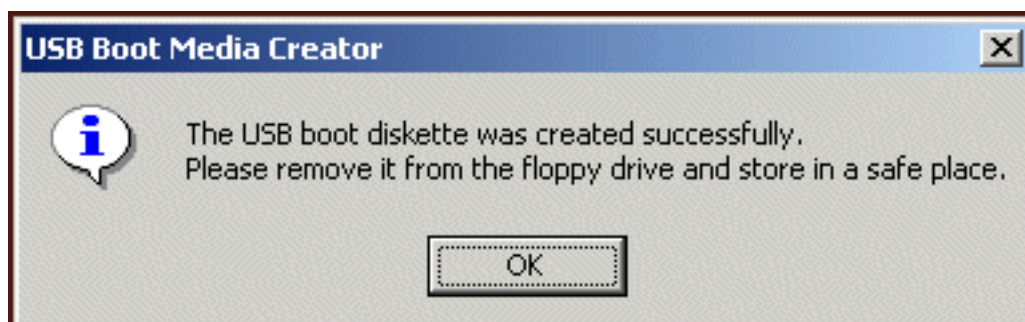 USB Boot Media Creator
The USB boot diskette was created successfully.
Please remove it from the floppy drive and store in a safe place.
OK